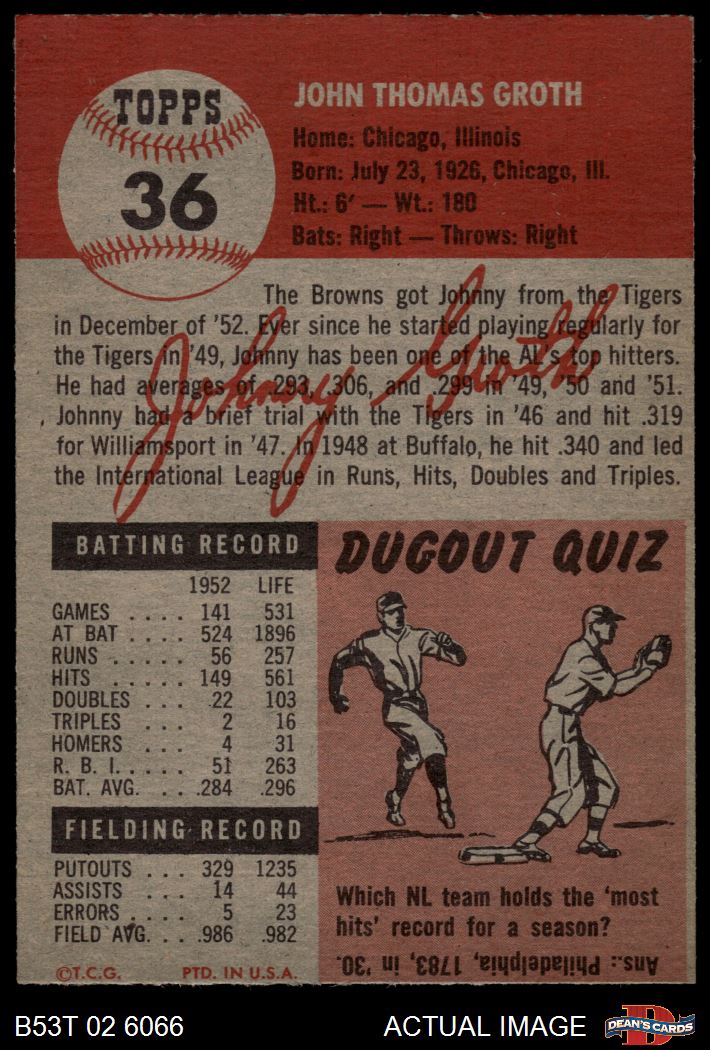 TOPPS
36
JOHN THOMAS GROTH
Home: Chicago, Illinois
Born: July 23, 1926, Chicago, Ill.
Ht.: 6' — Wt.: 180
Bats: Right — Throws: Right
The Browns got Johnny from the Tigers
in December of '52. Ever since he started playing regularly for
the Tigers in '49, Johnny has been one of the AL's top hitters.
He had averages of .293, .306, and .299 in '49, '50 and '51.
Johnny had a brief trial with the Tigers in '46 and hit .319
for Williamsport in '47. In 1948 at Buffalo, he hit .340 and led
the International League in Runs, Hits, Doubles and Triples.
Johnny Groth
BATTING RECORD
1952 LIFE
GAMES . . . . 141 531
AT BAT . . . . 524 1896
RUNS . . . . . 56 257
HITS . . . . . 149 561
DOUBLES . . . 22 103
TRIPLES . . . 2 16
HOMERS . . . 4 31
R. B. I. . . . . 51 263
BAT. AVG. . . . .284 .296
FIELDING RECORD
PUTOUTS . . . 329 1235
ASSISTS . . . 14 44
ERRORS . . . . 5 23
FIELD AVG. . . .986 .982
©T.C.G. PTD. IN U.S.A.
DUGOUT QUIZ
Which NL team holds the 'most
hits' record for a season?
Ans.: Philadelphia, 1783, in '30.
B53T 02 6066 ACTUAL IMAGE
D
DEAN'S CARDS